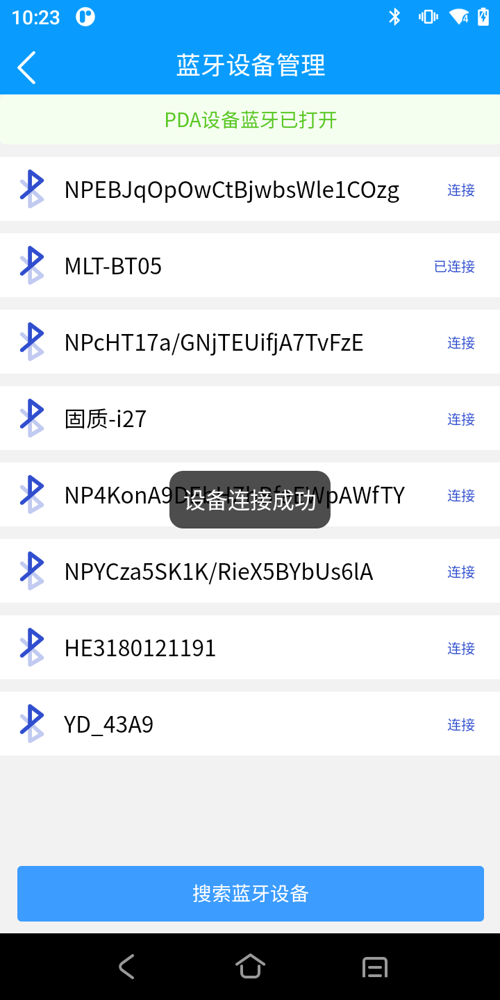 10:23
蓝牙设备管理
PDA设备蓝牙已打开
NPEBJqOpOwCtBjwbsWle1COzg
连接
MLT-BT05
已连接
NPcHT17a/GNjTEUifjA7TvFzE
连接
固质-i27
连接
设备连接成功
连接
NPYCza5SK1K/RieX5BYbUs6lA
连接
HE3180121191
连接
YD_43A9
连接
搜索蓝牙设备